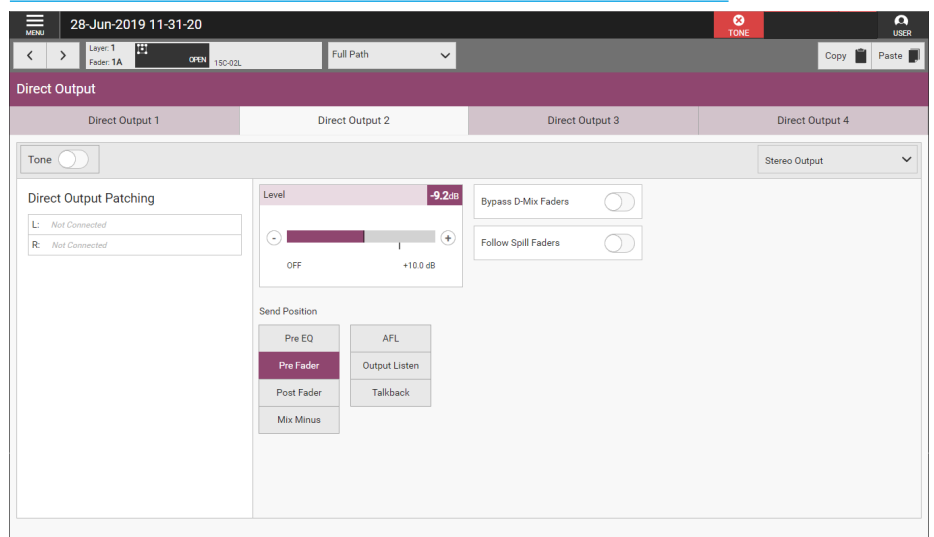 MENU 28-Jun-2019 11-31-20 TONE USER
Layer: 1
Fader: 1A OPEN 15C-02L Full Path Copy Paste
Direct Output
Direct Output 1 Direct Output 2 Direct Output 3 Direct Output 4
Tone Stereo Output
Direct Output Patching
L: Not Connected
R: Not Connected
Level -9.2dB
- +
OFF +10.0 dB
Bypass D-Mix Faders
Follow Spill Faders
Send Position
Pre EQ AFL
Pre Fader Output Listen
Post Fader Talkback
Mix Minus